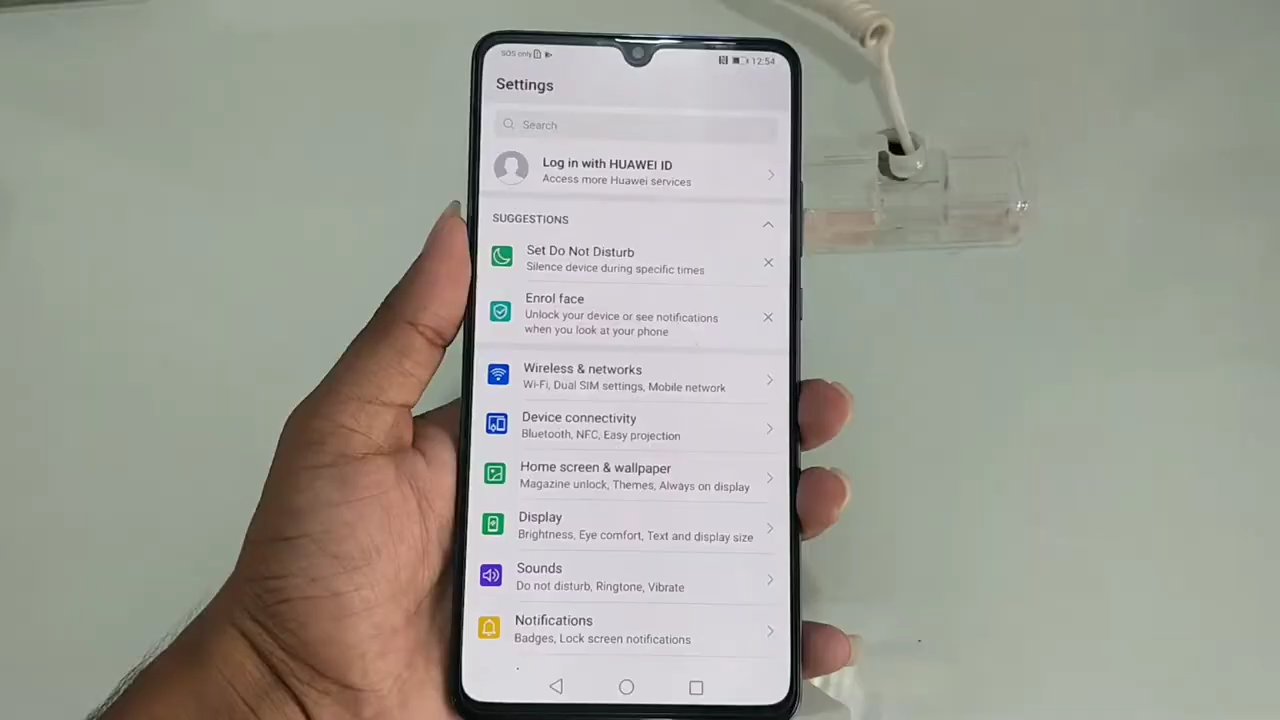 SOS only
12:54
Settings
Search
Log in with HUAWEI ID
Access more Huawei services
SUGGESTIONS
Set Do Not Disturb
Silence device during specific times
Enrol face
Unlock your device or see notifications
when you look at your phone
Wireless & networks
Wi-Fi, Dual SIM settings, Mobile network
Device connectivity
Bluetooth, NFC, Easy projection
Home screen & wallpaper
Magazine unlock, Themes, Always on display
Display
Brightness, Eye comfort, Text and display size
Sounds
Do not disturb, Ringtone, Vibrate
Notifications
Badges, Lock screen notifications